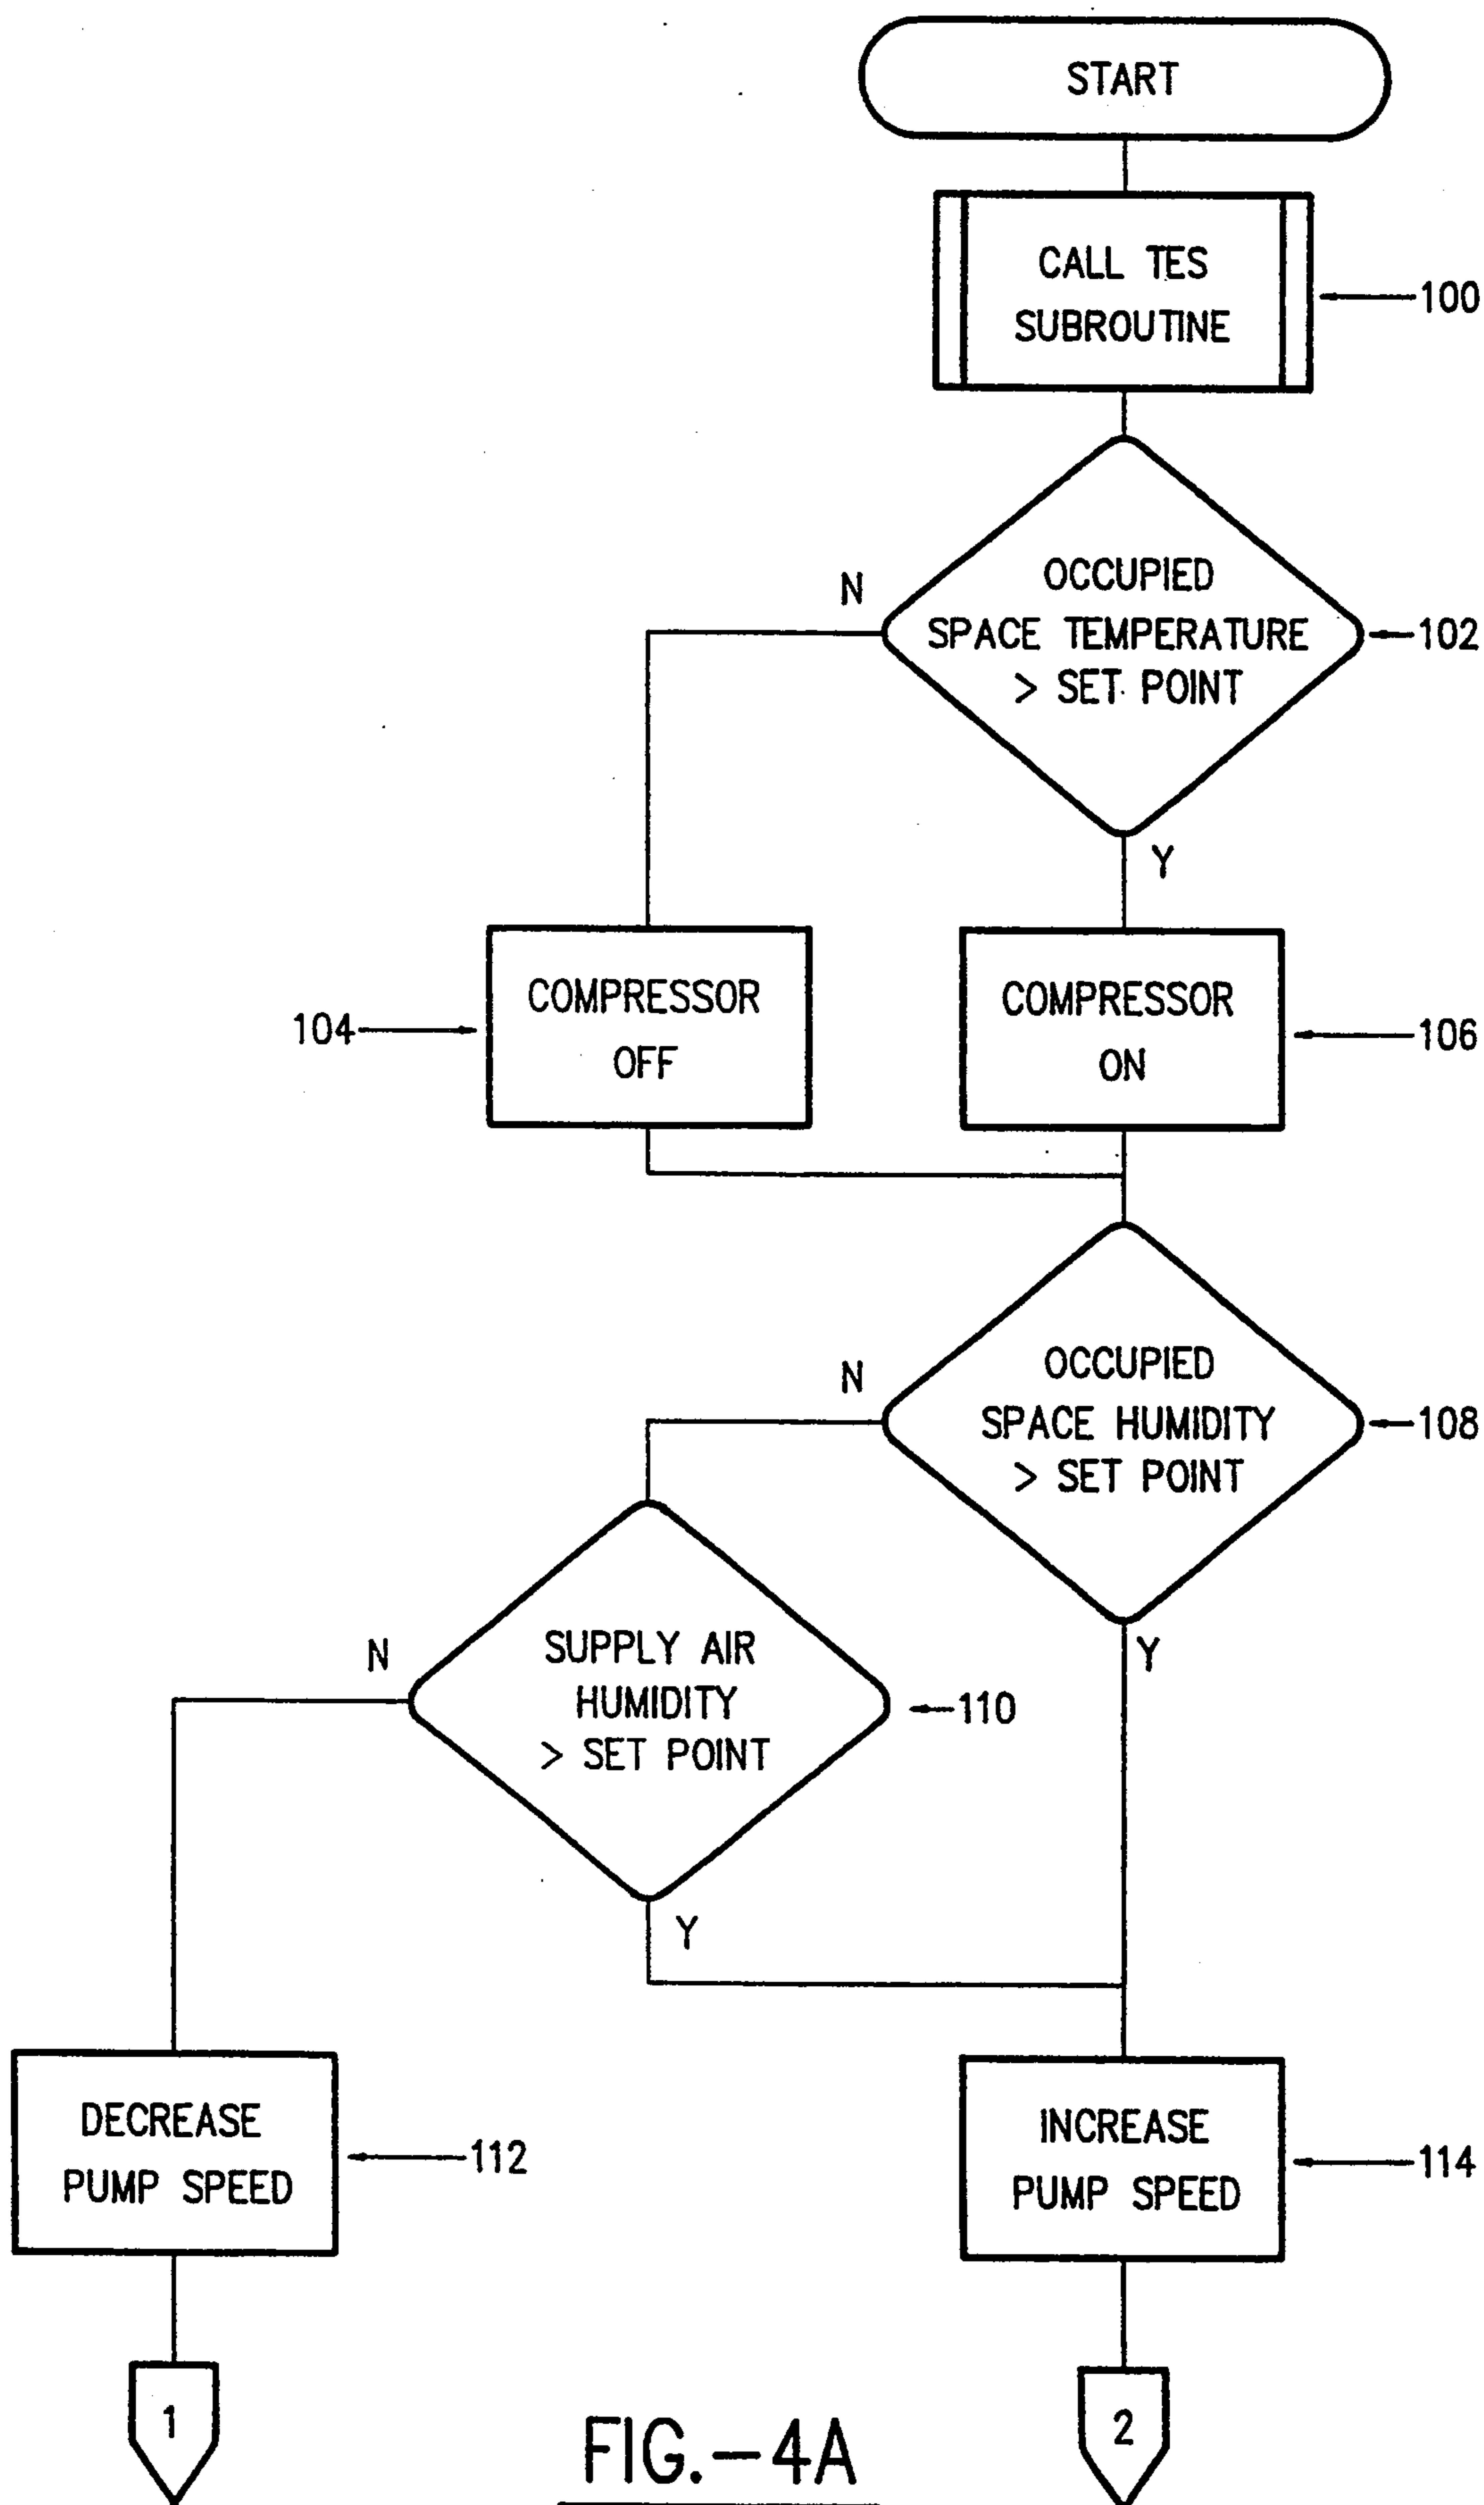 START
CALL TES
SUBROUTINE
100
OCCUPIED
SPACE TEMPERATURE
> SET POINT
102
N
Y
COMPRESSOR
OFF
104
COMPRESSOR
ON
106
OCCUPIED
SPACE HUMIDITY
> SET POINT
108
N
Y
SUPPLY AIR
HUMIDITY
> SET POINT
110
N
Y
DECREASE
PUMP SPEED
112
INCREASE
PUMP SPEED
114
1
2
FIG.-4A